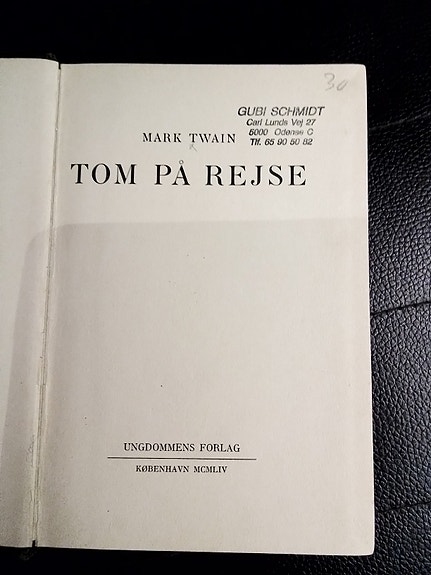 30
GUBI SCHMIDT
Carl Lunds Vej 27
5000 Odense C
Tlf. 65 90 50 82
MARK TWAIN
TOM PÅ REJSE
UNGDOMMENS FORLAG
KØBENHAVN MCMLIV